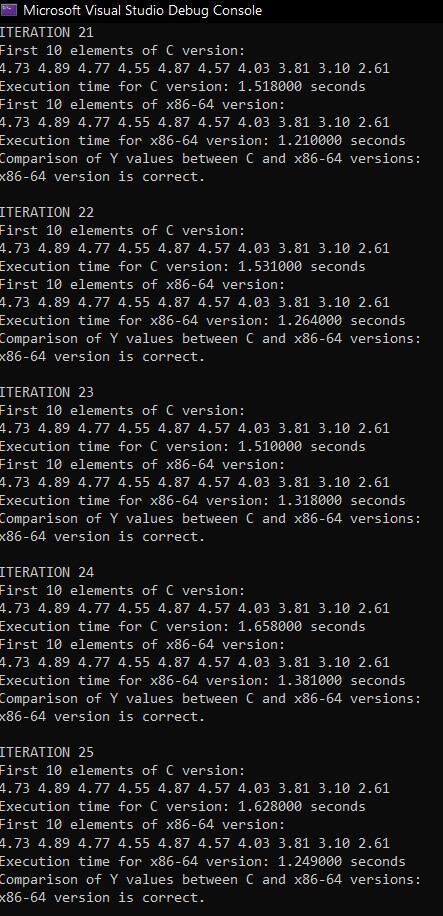 Microsoft Visual Studio Debug Console
ITERATION 21
First 10 elements of C version:
4.73 4.89 4.77 4.55 4.87 4.57 4.03 3.81 3.10 2.61
Execution time for C version: 1.518000 seconds
First 10 elements of x86-64 version:
4.73 4.89 4.77 4.55 4.87 4.57 4.03 3.81 3.10 2.61
Execution time for x86-64 version: 1.210000 seconds
Comparison of Y values between C and x86-64 versions:
x86-64 version is correct.

ITERATION 22
First 10 elements of C version:
4.73 4.89 4.77 4.55 4.87 4.57 4.03 3.81 3.10 2.61
Execution time for C version: 1.531000 seconds
First 10 elements of x86-64 version:
4.73 4.89 4.77 4.55 4.87 4.57 4.03 3.81 3.10 2.61
Execution time for x86-64 version: 1.264000 seconds
Comparison of Y values between C and x86-64 versions:
x86-64 version is correct.

ITERATION 23
First 10 elements of C version:
4.73 4.89 4.77 4.55 4.87 4.57 4.03 3.81 3.10 2.61
Execution time for C version: 1.510000 seconds
First 10 elements of x86-64 version:
4.73 4.89 4.77 4.55 4.87 4.57 4.03 3.81 3.10 2.61
Execution time for x86-64 version: 1.318000 seconds
Comparison of Y values between C and x86-64 versions:
x86-64 version is correct.

ITERATION 24
First 10 elements of C version:
4.73 4.89 4.77 4.55 4.87 4.57 4.03 3.81 3.10 2.61
Execution time for C version: 1.658000 seconds
First 10 elements of x86-64 version:
4.73 4.89 4.77 4.55 4.87 4.57 4.03 3.81 3.10 2.61
Execution time for x86-64 version: 1.381000 seconds
Comparison of Y values between C and x86-64 versions:
x86-64 version is correct.

ITERATION 25
First 10 elements of C version:
4.73 4.89 4.77 4.55 4.87 4.57 4.03 3.81 3.10 2.61
Execution time for C version: 1.628000 seconds
First 10 elements of x86-64 version:
4.73 4.89 4.77 4.55 4.87 4.57 4.03 3.81 3.10 2.61
Execution time for x86-64 version: 1.249000 seconds
Comparison of Y values between C and x86-64 versions:
x86-64 version is correct.